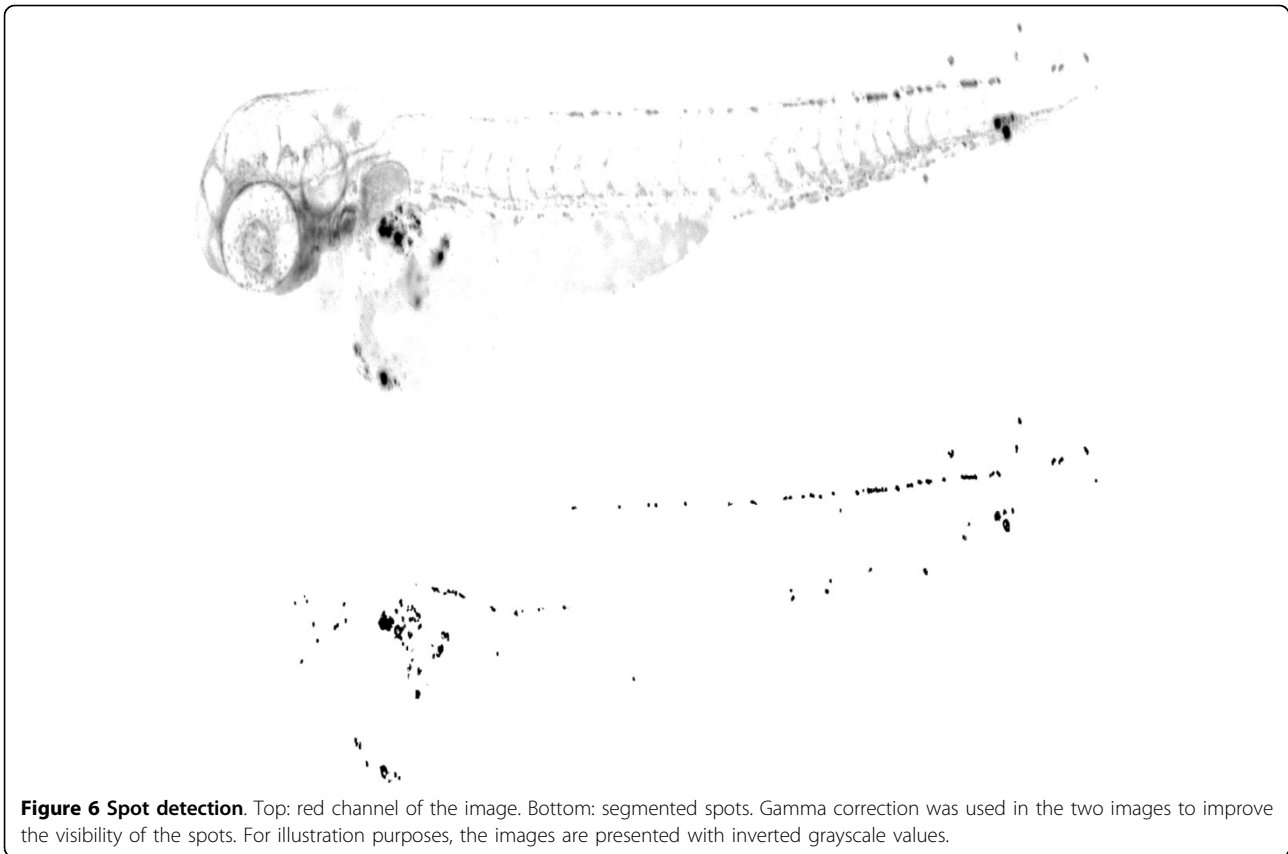 Figure 6 Spot detection. Top: red channel of the image. Bottom: segmented spots. Gamma correction was used in the two images to improve
the visibility of the spots. For illustration purposes, the images are presented with inverted grayscale values.